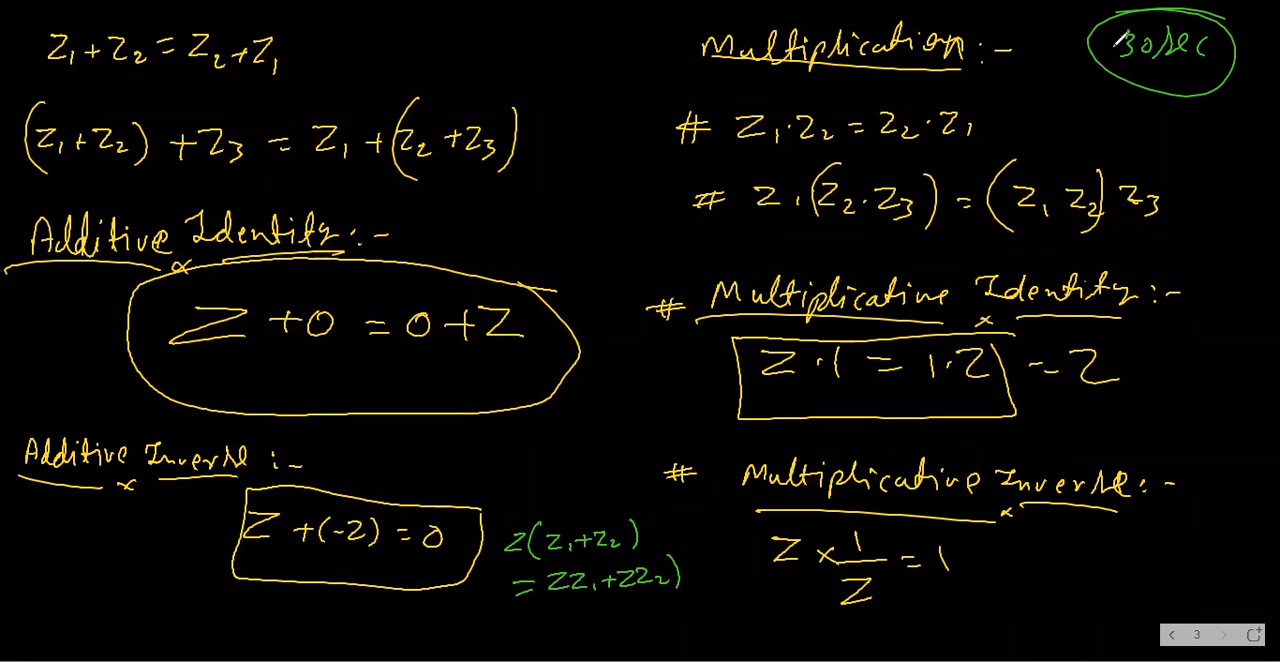 Z₁ + Z₂ = Z₂ + Z₁
(Z₁ + Z₂) + Z₃ = Z₁ + (Z₂ + Z₃)
Additive Identity :-
Z + 0 = 0 + Z
Additive Inverse :-
Z + (-Z) = 0
Z(Z₁ + Z₂)
= ZZ₁ + ZZ₂)
Multiplication :-
30 sec
# Z₁ · Z₂ = Z₂ · Z₁
# Z · (Z₂ · Z₃) = (Z₁ Z₂) Z₃
# Multiplicative Identity :-
Z · 1 = 1 · Z = Z
# Multiplicative Inverse :-
Z × 1/Z = 1
3